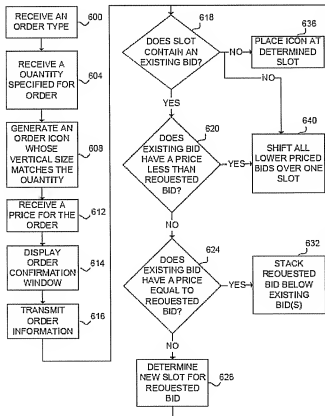 RECEIVE AN
ORDER TYPE
600
RECEIVE A
QUANTITY
SPECIFIED FOR
ORDER
604
GENERATE AN
ORDER ICON
WHOSE
VERTICAL SIZE
MATCHES THE
QUANTITY
608
RECEIVE A
PRICE FOR THE
ORDER
612
DISPLAY
ORDER
CONFIRMATION
WINDOW
614
TRANSMIT
ORDER
INFORMATION
616
618
DOES SLOT
CONTAIN AN
EXISTING BID?
NO
636
PLACE ICON AT
DETERMINED
SLOT
NO
YES
620
DOES
EXISTING BID
HAVE A PRICE
LESS THAN
REQUESTED
BID?
YES
640
SHIFT ALL
LOWER PRICED
BIDS OVER ONE
SLOT
NO
624
DOES
EXISTING BID
HAVE A PRICE
EQUAL TO
REQUESTED
BID?
YES
632
STACK
REQUESTED
BID BELOW
EXISTING
BID(S)
NO
DETERMINE
NEW SLOT FOR
REQUESTED
BID
626